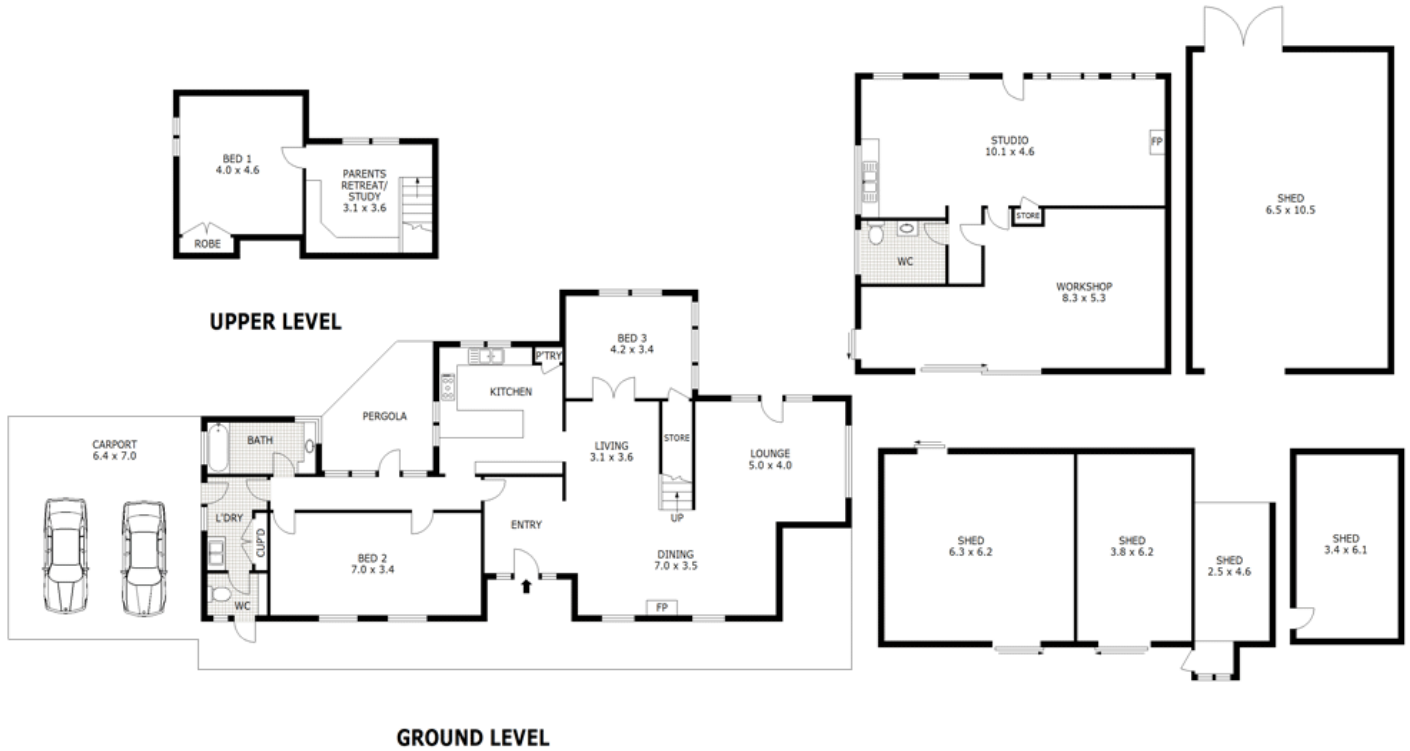 BED 1
4.0 x 4.6
PARENTS
RETREAT/
STUDY
3.1 x 3.6
ROBE
UPPER LEVEL
STUDIO
10.1 x 4.6
FP
STORE
WC
WORKSHOP
8.3 x 5.3
SHED
6.5 x 10.5
BED 3
4.2 x 3.4
P'TRY
KITCHEN
PERGOLA
CARPORT
6.4 x 7.0
BATH
LIVING
3.1 x 3.6
STORE
LOUNGE
5.0 x 4.0
UP
L'DRY
CUP'D
ENTRY
BED 2
7.0 x 3.4
DINING
7.0 x 3.5
WC
FP
SHED
6.3 x 6.2
SHED
3.8 x 6.2
SHED
2.5 x 4.6
SHED
3.4 x 6.1
GROUND LEVEL